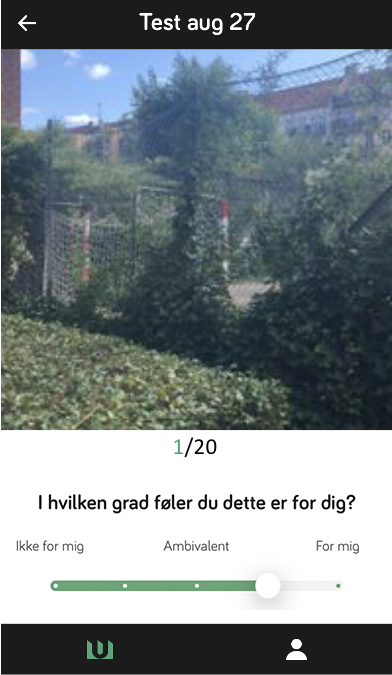 Test aug 27
1/20
I hvilken grad føler du dette er for dig?
Ikke for mig Ambivalent For mig